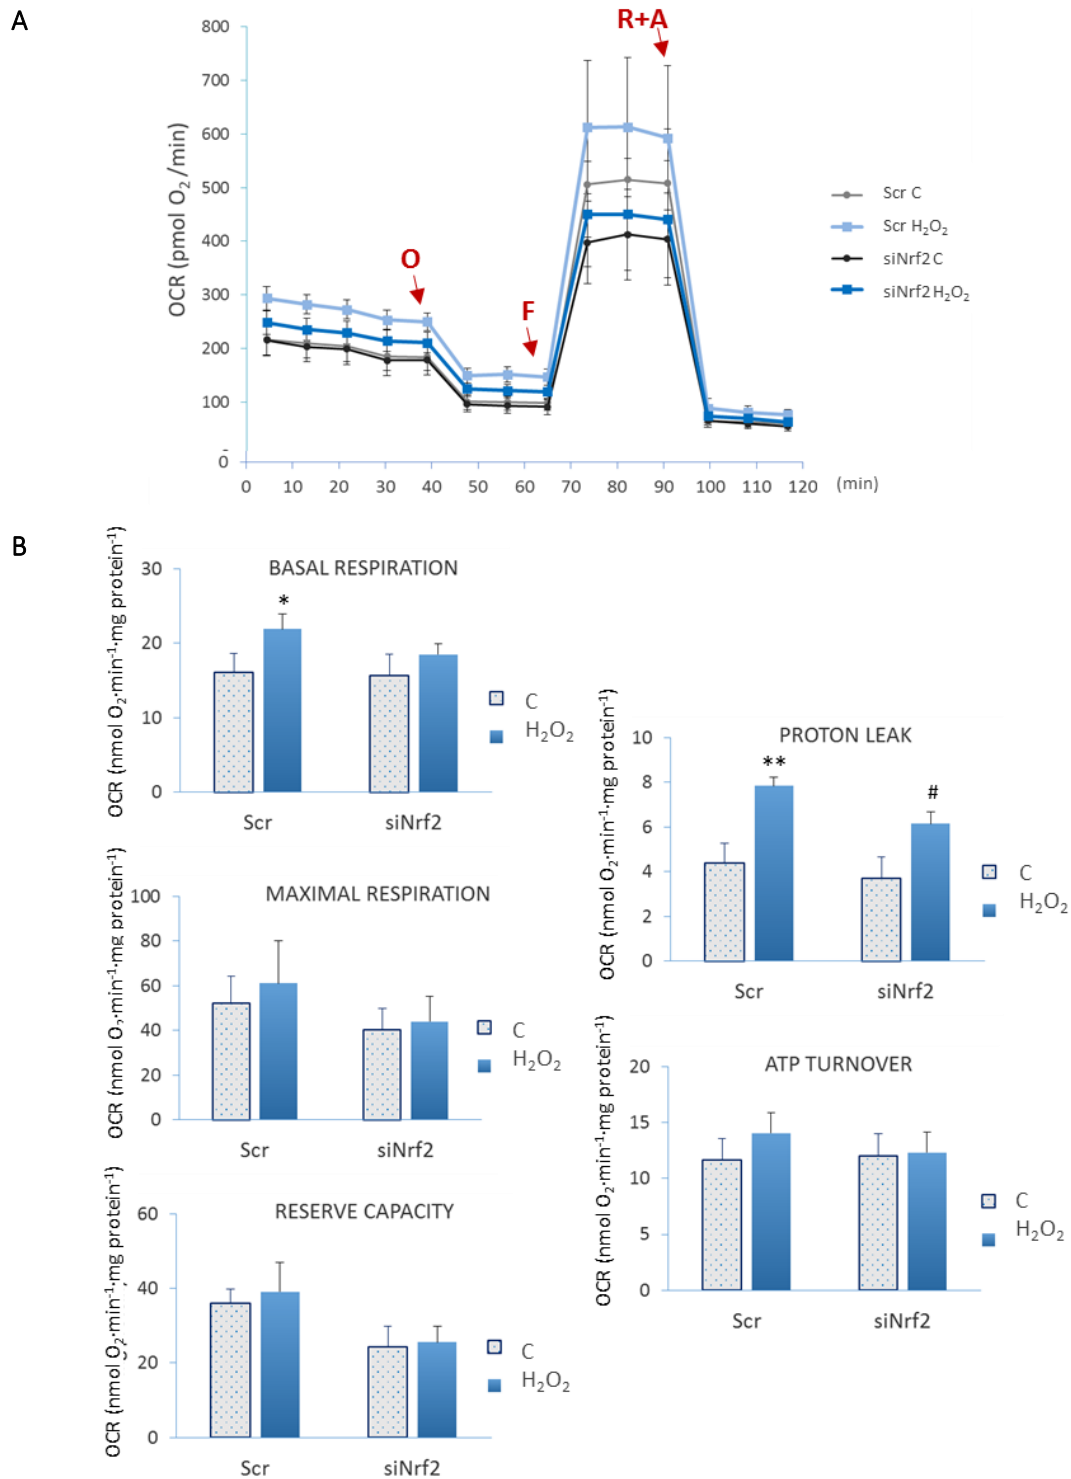 A
OCR (pmol O₂ /min)
800
700
600
500
400
300
200
100
-
0
0 10 20 30 40 50 60 70 80 90 100 110 120 (min)
O
F
R+A
Scr C
Scr H₂O₂
siNrf2 C
siNrf2 H₂O₂
B
BASAL RESPIRATION
OCR (nmol O₂·min⁻¹·mg protein⁻¹)
30
20
10
0
*
Scr siNrf2
C
H₂O₂
MAXIMAL RESPIRATION
OCR (nmol O₂·min⁻¹·mg protein⁻¹)
100
80
60
40
20
0
Scr siNrf2
C
H₂O₂
RESERVE CAPACITY
OCR (nmol O₂·min⁻¹·mg protein⁻¹)
60
40
20
0
Scr siNrf2
C
H₂O₂
PROTON LEAK
OCR (nmol O₂·min⁻¹·mg protein⁻¹)
10
8
6
4
2
0
**
#
Scr siNrf2
C
H₂O₂
ATP TURNOVER
OCR (nmol O₂·min⁻¹·mg protein⁻¹)
20
15
10
5
0
Scr siNrf2
C
H₂O₂